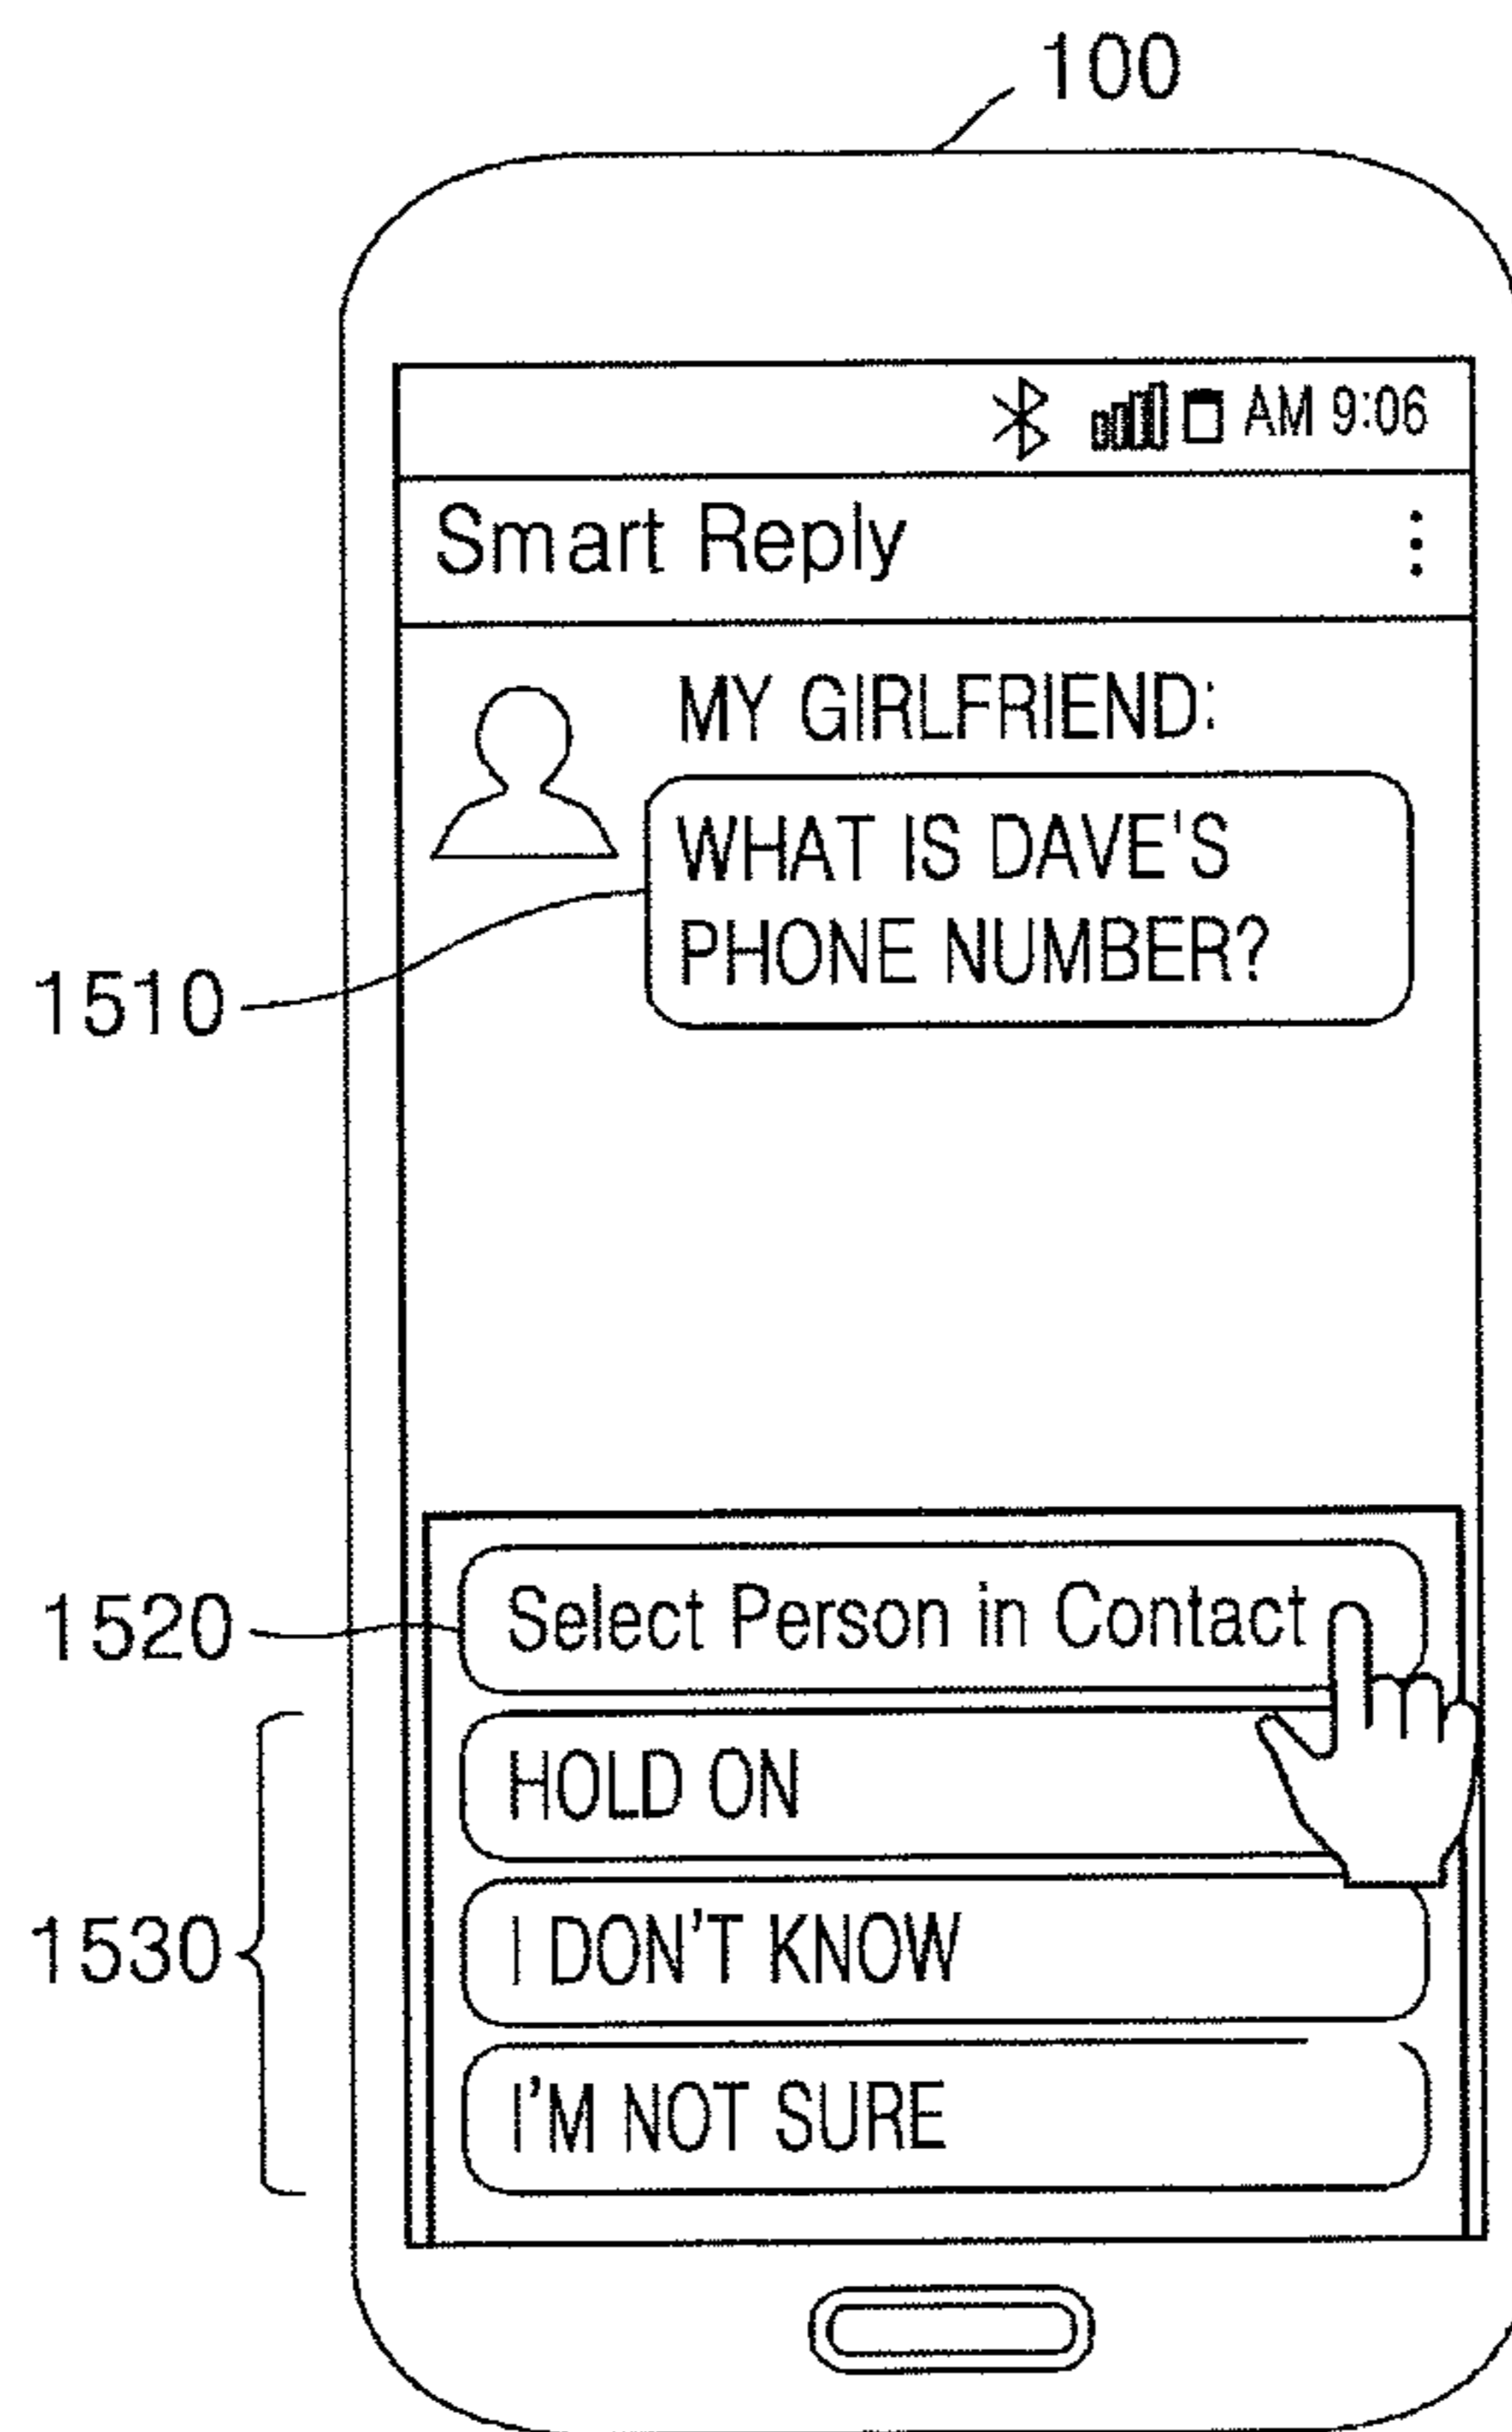 100
AM 9:06
Smart Reply
MY GIRLFRIEND:
WHAT IS DAVE'S
PHONE NUMBER?
1510
1520
Select Person in Contact
HOLD ON
1530
I DON'T KNOW
I'M NOT SURE